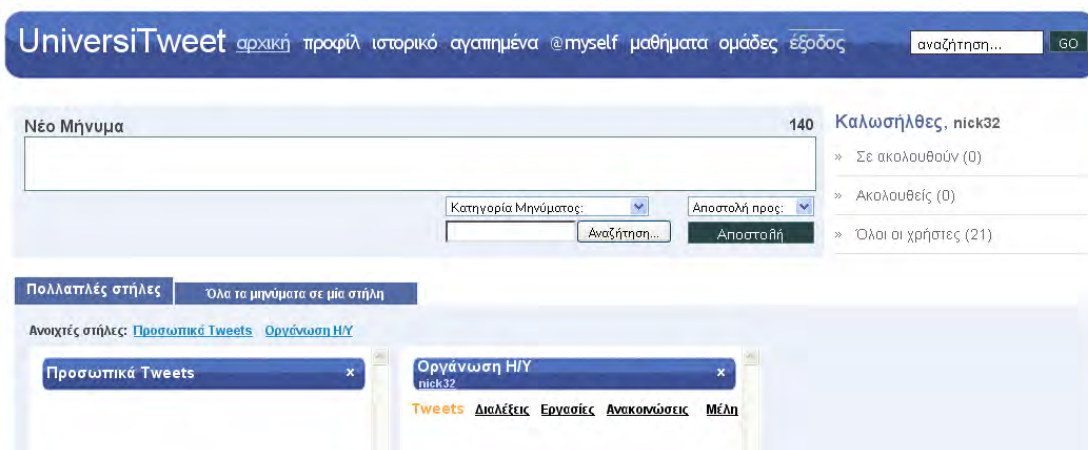 UniversiTweet αρχική προφίλ ιστορικό αγαπημένα @myself μαθήματα ομάδες έξοδος αναζήτηση... GO
Νέο Μήνυμα 140
Καλωσήλθες, nick32
» Σε ακολουθούν (0)
» Ακολουθείς (0)
Κατηγορία Μηνύματος: Αποστολή προς:
Αναζήτηση... Αποστολή
» Όλοι οι χρήστες (21)
Πολλαπλές στήλες Όλα τα μηνύματα σε μία στήλη
Ανοιχτές στήλες: Προσωπικά Tweets Οργάνωση Η/Υ
Προσωπικά Tweets x
Οργάνωση Η/Υ x
nick32
Tweets Διαλέξεις Εργασίες Ανακοινώσεις Μέλη